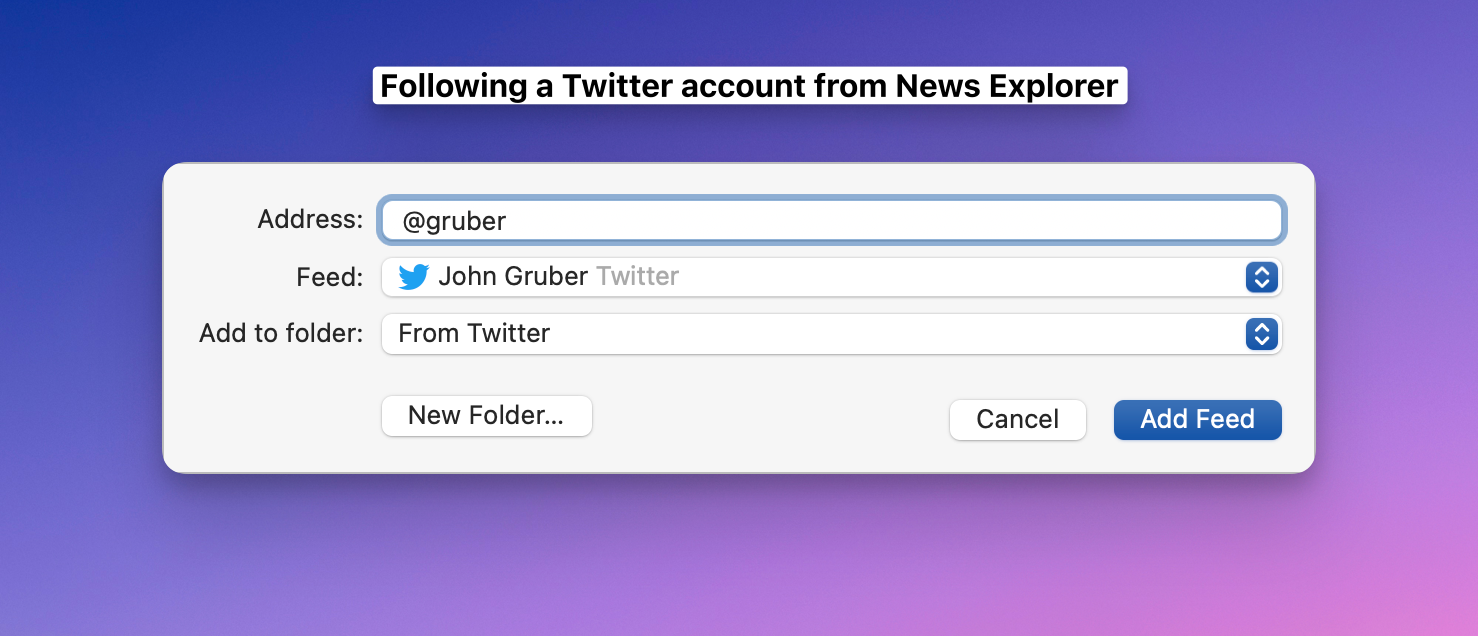 Following a Twitter account from News Explorer
Address: @gruber
Feed: John Gruber Twitter
Add to folder: From Twitter
New Folder... Cancel Add Feed